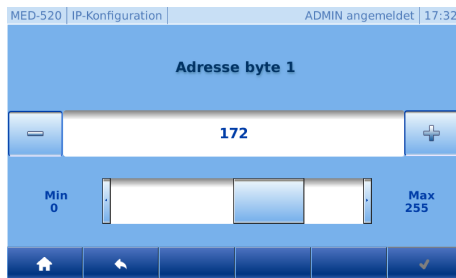 MED-520 IP-Konfiguration ADMIN angemeldet 17:32
Adresse byte 1
172
Min Max
0 255